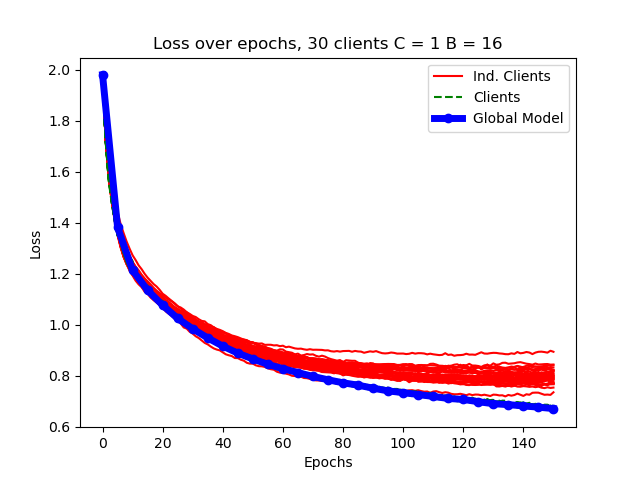 Loss over epochs, 30 clients C = 1 B = 16
Ind. Clients
Clients
Global Model
Loss
2.0
1.8
1.6
1.4
1.2
1.0
0.8
0.6
0 20 40 60 80 100 120 140
Epochs